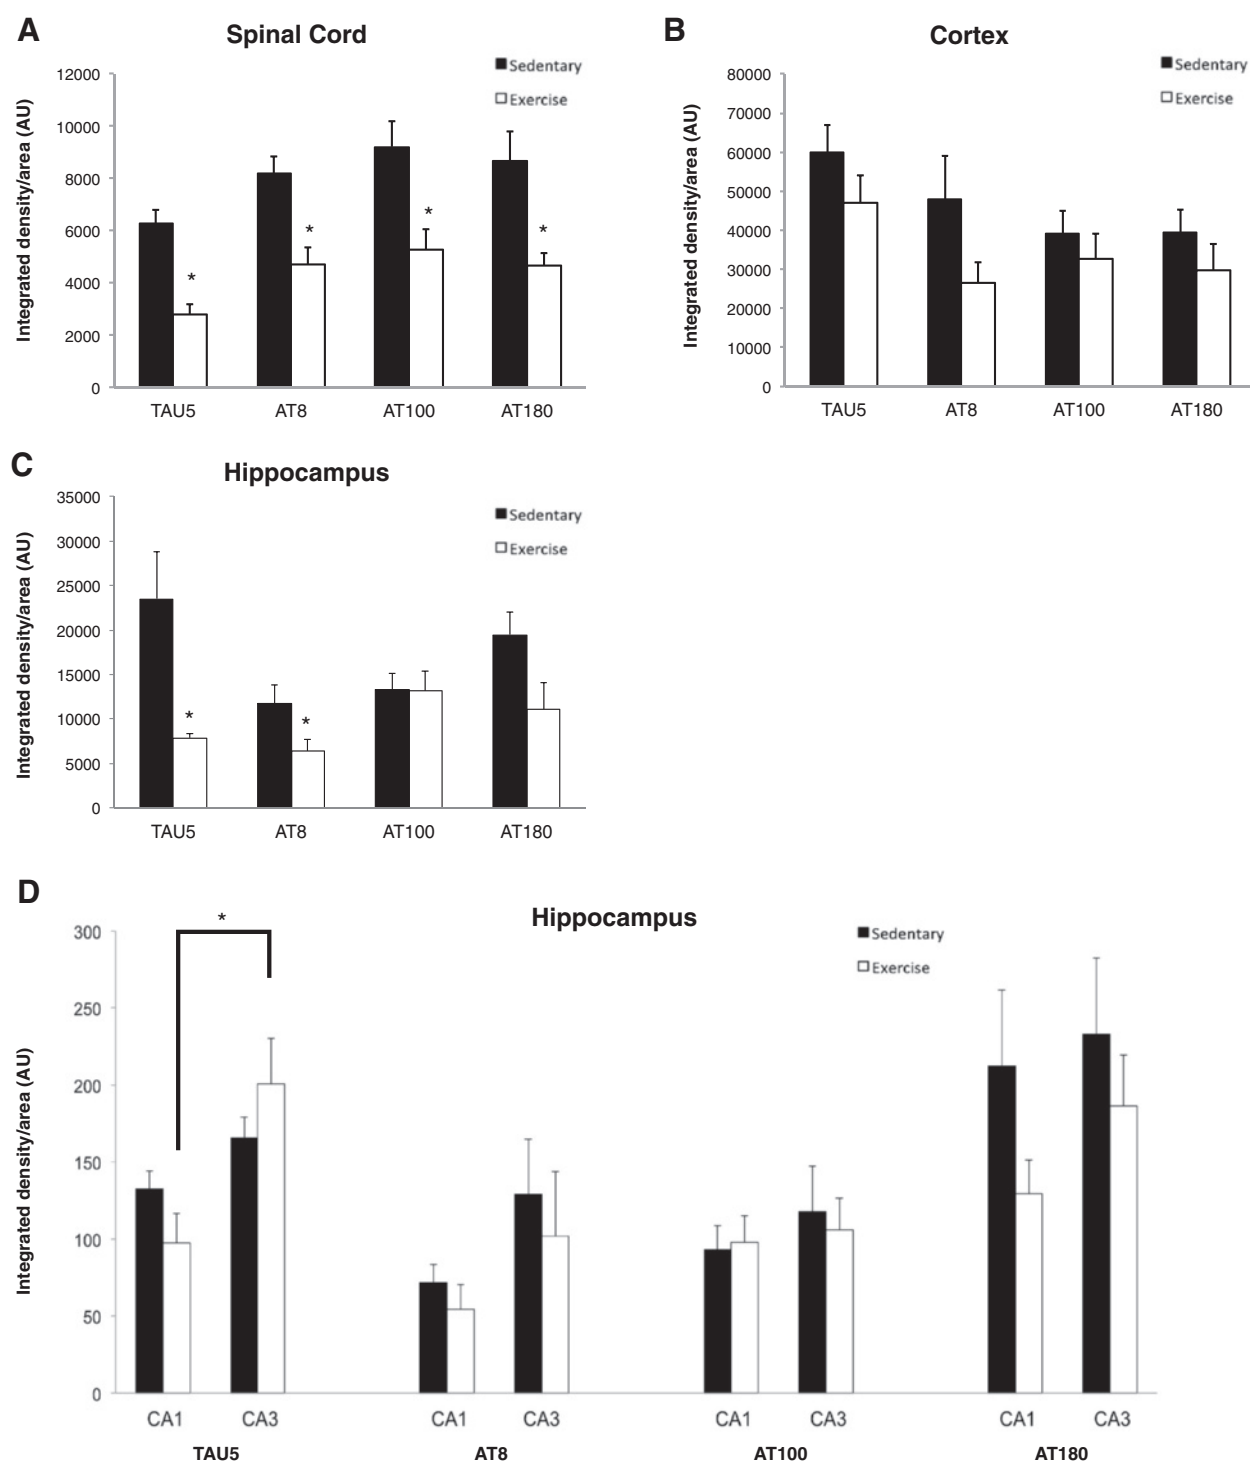 A
Spinal Cord
Sedentary
Exercise
Integrated density/area (AU)
12000
10000
8000
6000
4000
2000
0
*
*
*
*
TAU5 AT8 AT100 AT180
B
Cortex
Sedentary
Exercise
Integrated density/area (AU)
80000
70000
60000
50000
40000
30000
20000
10000
0
TAU5 AT8 AT100 AT180
C
Hippocampus
Sedentary
Exercise
Integrated density/area (AU)
35000
30000
25000
20000
15000
10000
5000
0
*
*
TAU5 AT8 AT100 AT180
D
Hippocampus
Sedentary
Exercise
Integrated density/area (AU)
300
250
200
150
100
50
0
*
CA1 CA3 CA1 CA3 CA1 CA3 CA1 CA3
TAU5 AT8 AT100 AT180